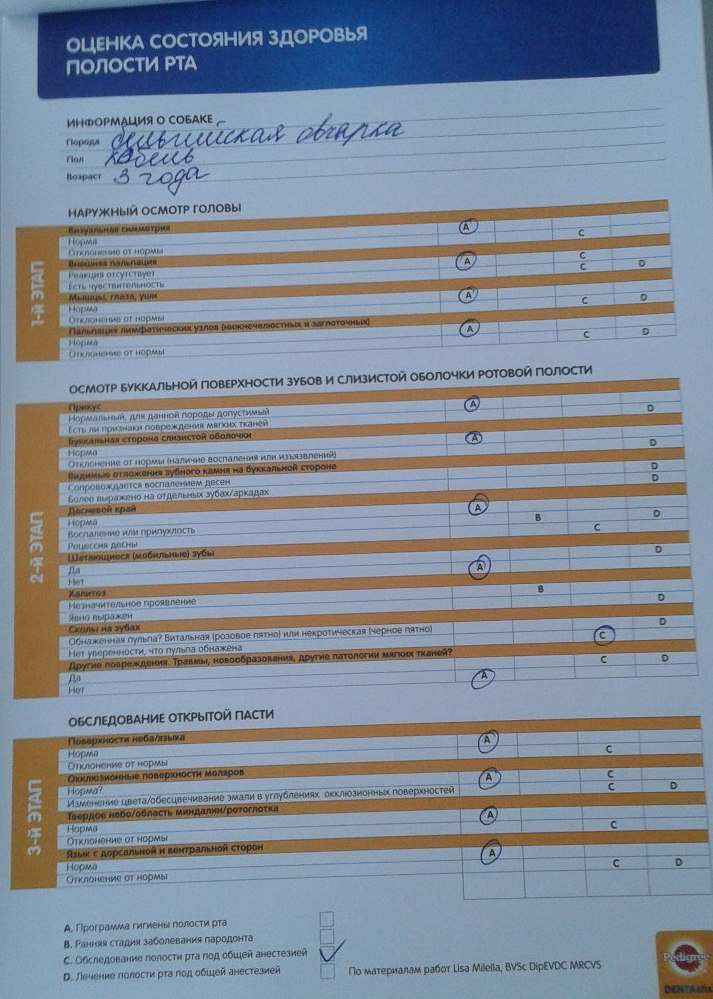 ОЦЕНКА СОСТОЯНИЯ ЗДОРОВЬЯ
ПОЛОСТИ РТА
ИНФОРМАЦИЯ О СОБАКЕ
Порода бельгийская овчарка
Пол кобель
Возраст 3 года
НАРУЖНЫЙ ОСМОТР ГОЛОВЫ
1-й ЭТАП
Визуальная симметрия
Норма A
Отклонение от нормы C
Внешняя пальпация C
Реакция отсутствует A C D
Есть чувствительность
Мышцы, глаза, уши
Норма A
Отклонение от нормы C D
Пальпация лимфатических узлов (нижнечелюстных и заглоточных)
Норма A
Отклонение от нормы C D
ОСМОТР БУККАЛЬНОЙ ПОВЕРХНОСТИ ЗУБОВ И СЛИЗИСТОЙ ОБОЛОЧКИ РОТОВОЙ ПОЛОСТИ
2-й ЭТАП
Прикус
Нормальный, для данной породы допустимый A
Есть ли признаки повреждения мягких тканей D
Буккальная сторона слизистой оболочки
Норма A
Отклонение от нормы (наличие воспаления или изъязвлений) D
Видимые отложения зубного камня на буккальной стороне
Сопровождается воспалением десен D
Более выражено на отдельных зубах/аркадах D
Десневой край
Норма A
Воспаление или припухлость B D
Рецессия десны C
Шатающиеся (мобильные) зубы
Да D
Нет A
Халитоз
Незначительное проявление B
Явно выражен D
Сколы на зубах
Обнаженная пульпа? Витальная (розовое пятно) или некротическая (черное пятно) D
Нет уверенности, что пульпа обнажена C
Другие повреждения. Травмы, новообразования, другие патологии мягких тканей?
Да C D
Нет A
ОБСЛЕДОВАНИЕ ОТКРЫТОЙ ПАСТИ
3-й ЭТАП
Поверхности неба/языка
Норма A
Отклонение от нормы C
Окклюзионные поверхности моляров
Норма? A C
Изменение цвета/обесцвечивание эмали в углублениях окклюзионных поверхностей C D
Твердое небо/область миндалин/ротоглотка
Норма A
Отклонение от нормы C
Язык с дорсальной и вентральной сторон
Норма A
Отклонение от нормы C D
A. Программа гигиены полости рта
B. Ранняя стадия заболевания пародонта
C. Обследование полости рта под общей анестезией
D. Лечение полости рта под общей анестезией
По материалам работ Lisa Milella, BVSc DipEVDC MRCVS
Pedigree